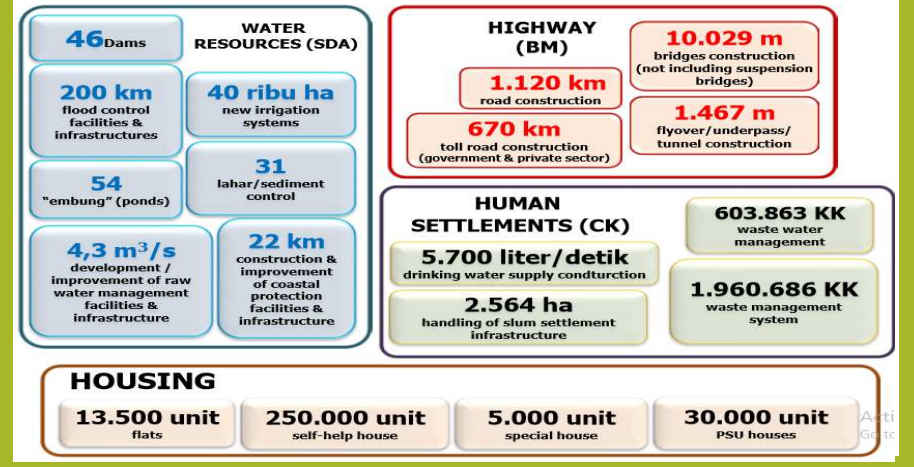 WATER
RESOURCES (SDA)
46 Dams
200 km
flood control
facilities &
infrastructures
40 ribu ha
new irrigation
systems
54
"embung" (ponds)
31
lahar/sediment
control
4,3 m³/s
development /
improvement of raw
water management
facilities &
infrastructure
22 km
construction &
improvement
of coastal
protection
facilities &
infrastructure
HIGHWAY
(BM)
1.120 km
road construction
670 km
toll road construction
(government & private sector)
10.029 m
bridges construction
(not including suspension
bridges)
1.467 m
flyover/underpass/
tunnel construction
HUMAN
SETTLEMENTS (CK)
5.700 liter/detik
drinking water supply condturction
2.564 ha
handling of slum settlement
infrastructure
603.863 KK
waste water
management
1.960.686 KK
waste management
system
HOUSING
13.500 unit
flats
250.000 unit
self-help house
5.000 unit
special house
30.000 unit
PSU houses
Acti
Go to